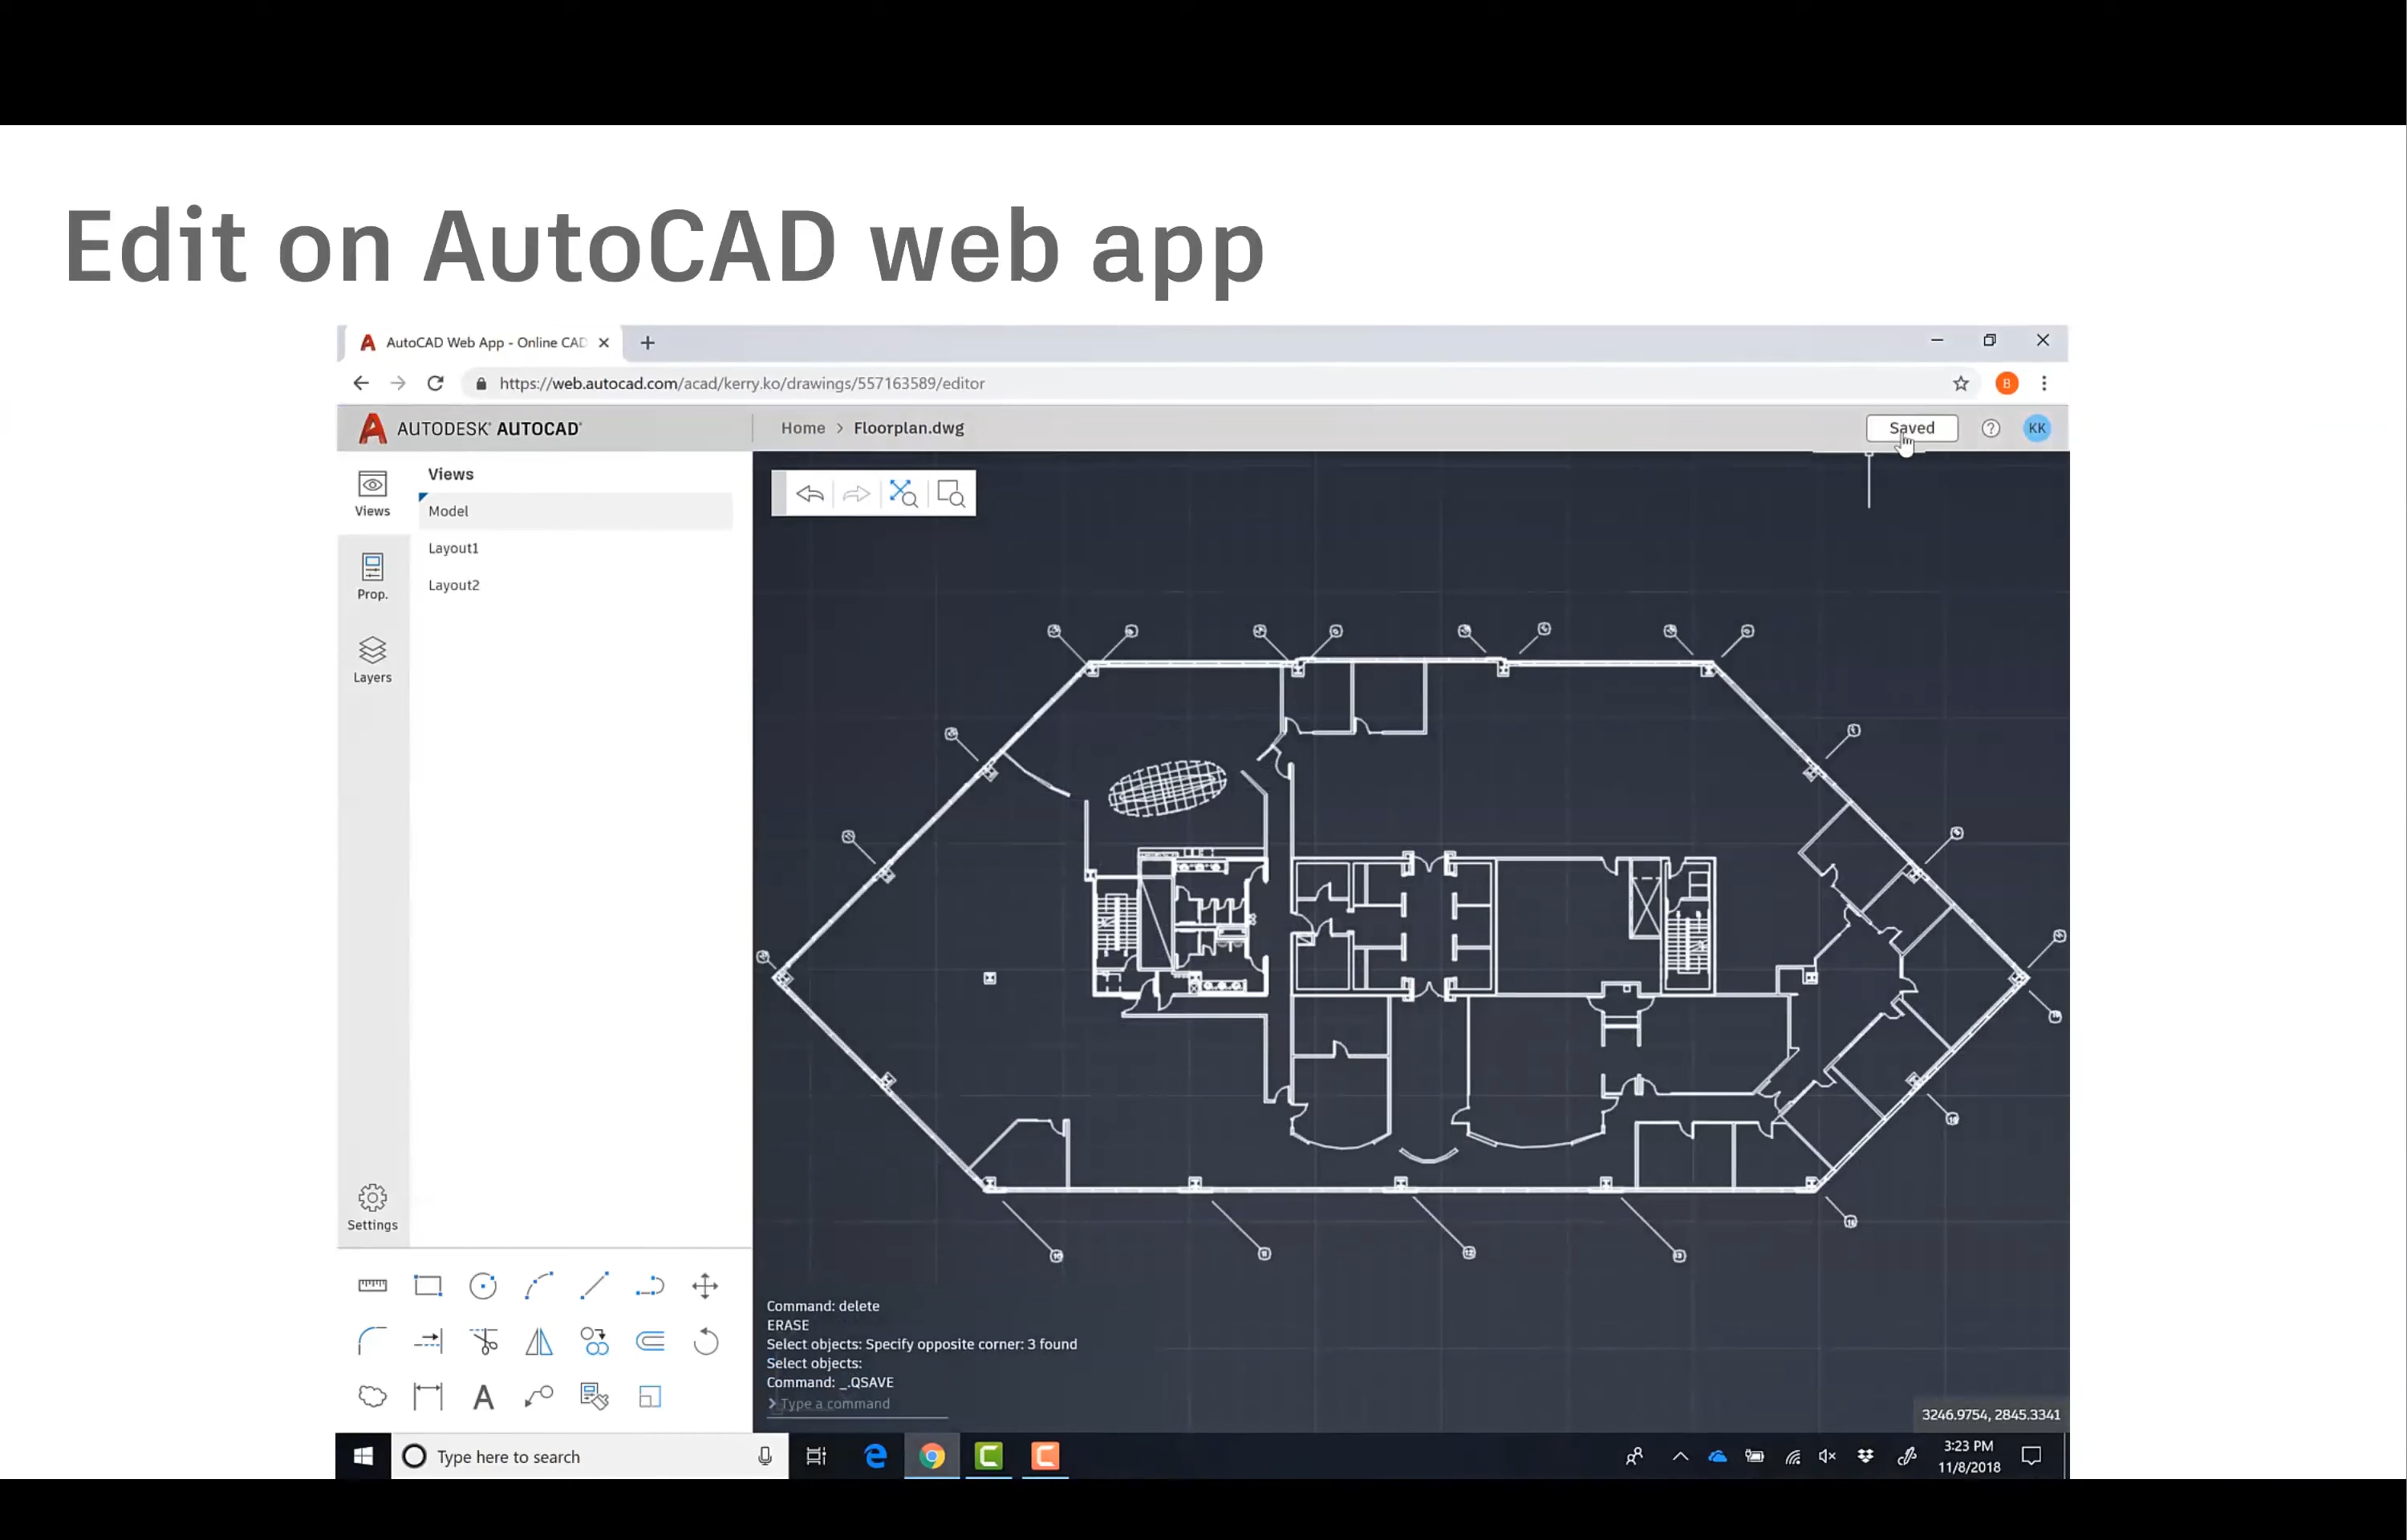 Edit on AutoCAD web app
AutoCAD Web App - Online CAD
https://web.autocad.com/acad/kerry.ko/drawings/557163589/editor
B
AUTODESK® AUTOCAD®
Home > Floorplan.dwg
Saved
KK
Views
Views
Model
Layout1
Layout2
Prop.
Layers
Settings
Command: delete
ERASE
Select objects: Specify opposite corner: 3 found
Select objects:
Command: _.QSAVE
Type a command
3246.9754, 2845.3341
Type here to search
3:23 PM
11/8/2018